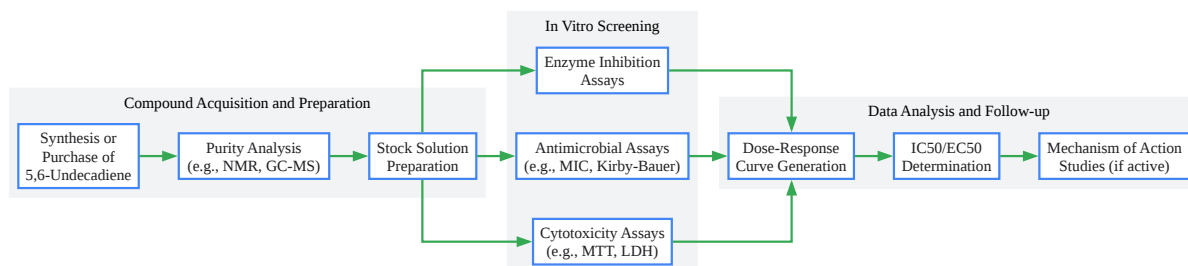 In Vitro Screening
Enzyme Inhibition
Assays
Compound Acquisition and Preparation
Data Analysis and Follow-up
Synthesis or
Purchase of
5,6-Undecadiene
Purity Analysis
(e.g., NMR, GC-MS)
Stock Solution
Preparation
Antimicrobial Assays
(e.g., MIC, Kirby-Bauer)
Dose-Response
Curve Generation
IC50/EC50
Determination
Mechanism of Action
Studies (if active)
Cytotoxicity Assays
(e.g., MTT, LDH)